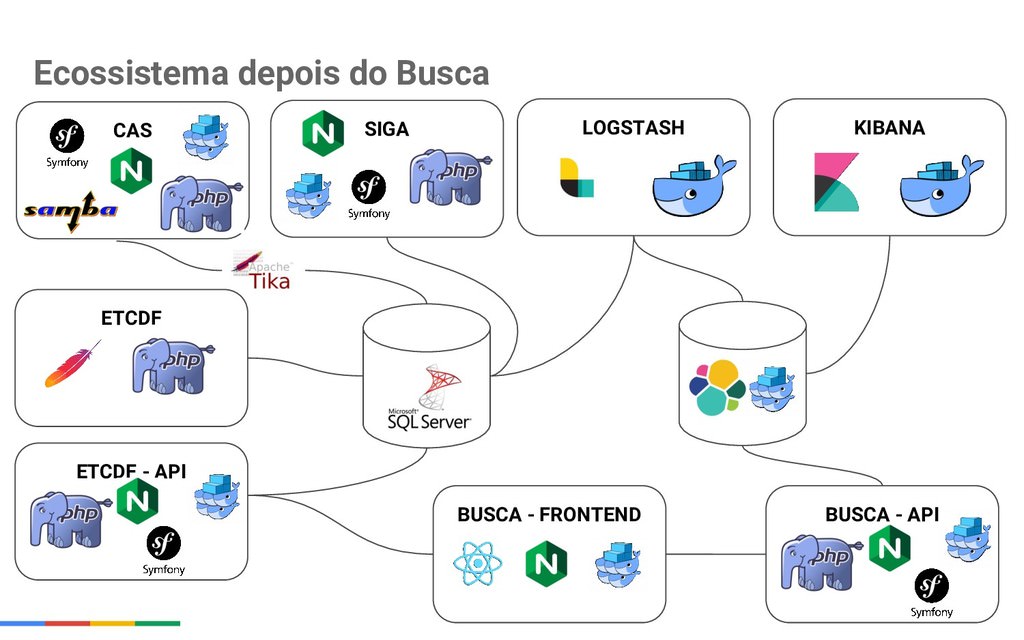 Ecossistema depois do Busca
CAS
Symfony
php
samba
SIGA
Symfony
php
LOGSTASH
KIBANA
Apache™
Tika
ETCDF
php
Microsoft®
SQL Server®
ETCDF - API
php
Symfony
BUSCA - FRONTEND
BUSCA - API
php
Symfony